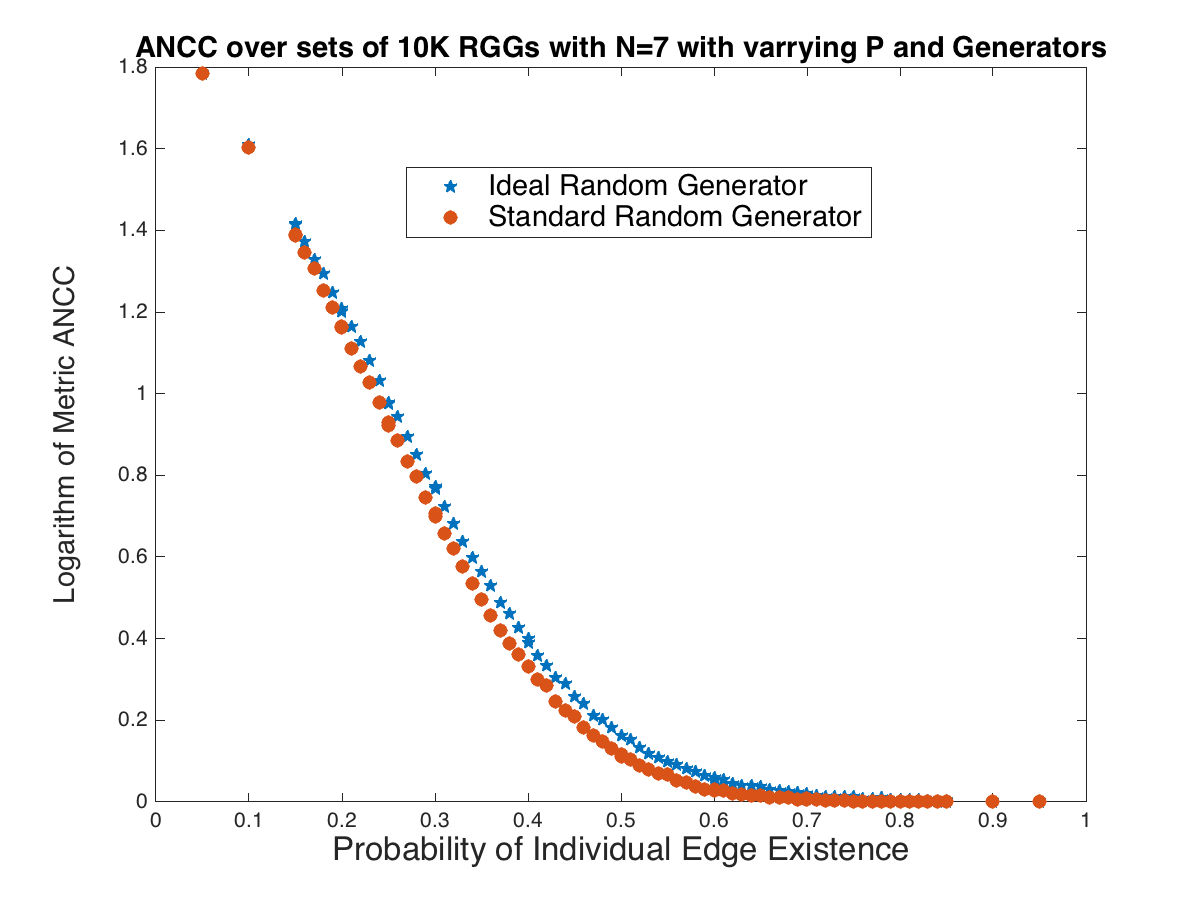 ANCC over sets of 10K RGGs with N=7 with varrying P and Generators
1.8
1.6
1.4
1.2
1
0.8
0.6
0.4
0.2
0
Logarithm of Metric ANCC
Ideal Random Generator
Standard Random Generator
0 0.1 0.2 0.3 0.4 0.5 0.6 0.7 0.8 0.9 1
Probability of Individual Edge Existence